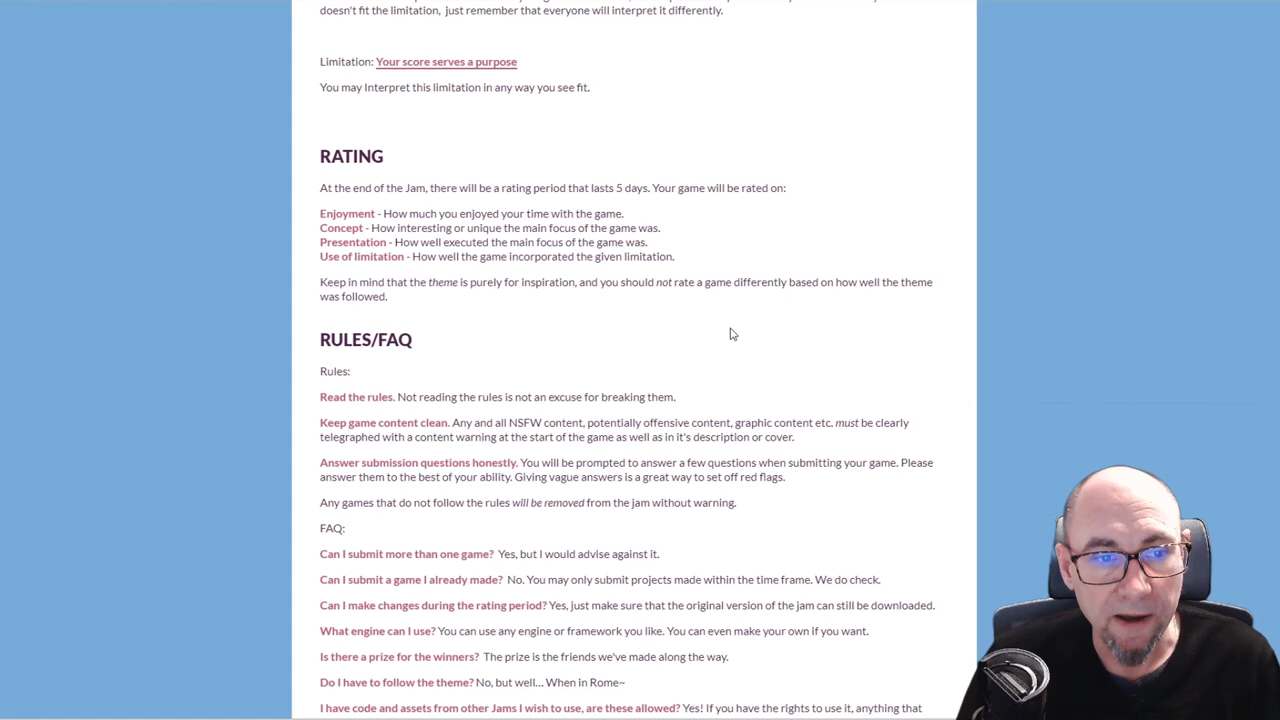 doesn't fit the limitation, just remember that everyone will interpret it differently.
Limitation: Your score serves a purpose
You may Interpret this limitation in any way you see fit.
RATING
At the end of the Jam, there will be a rating period that lasts 5 days. Your game will be rated on:
Enjoyment - How much you enjoyed your time with the game.
Concept - How interesting or unique the main focus of the game was.
Presentation - How well executed the main focus of the game was.
Use of limitation - How well the game incorporated the given limitation.
Keep in mind that the theme is purely for inspiration, and you should not rate a game differently based on how well the theme
was followed.
RULES/FAQ
Rules:
Read the rules. Not reading the rules is not an excuse for breaking them.
Keep game content clean. Any and all NSFW content, potentially offensive content, graphic content etc. must be clearly
telegraphed with a content warning at the start of the game as well as in it's description or cover.
Answer submission questions honestly. You will be prompted to answer a few questions when submitting your game. Please
answer them to the best of your ability. Giving vague answers is a great way to set off red flags.
Any games that do not follow the rules will be removed from the jam without warning.
FAQ:
Can I submit more than one game? Yes, but I would advise against it.
Can I submit a game I already made? No. You may only submit projects made within the time frame. We do check.
Can I make changes during the rating period? Yes, just make sure that the original version of the jam can still be downloaded.
What engine can I use? You can use any engine or framework you like. You can even make your own if you want.
Is there a prize for the winners? The prize is the friends we've made along the way.
Do I have to follow the theme? No, but well... When in Rome~
I have code and assets from other Jams I wish to use, are these allowed? Yes! If you have the rights to use it, anything that